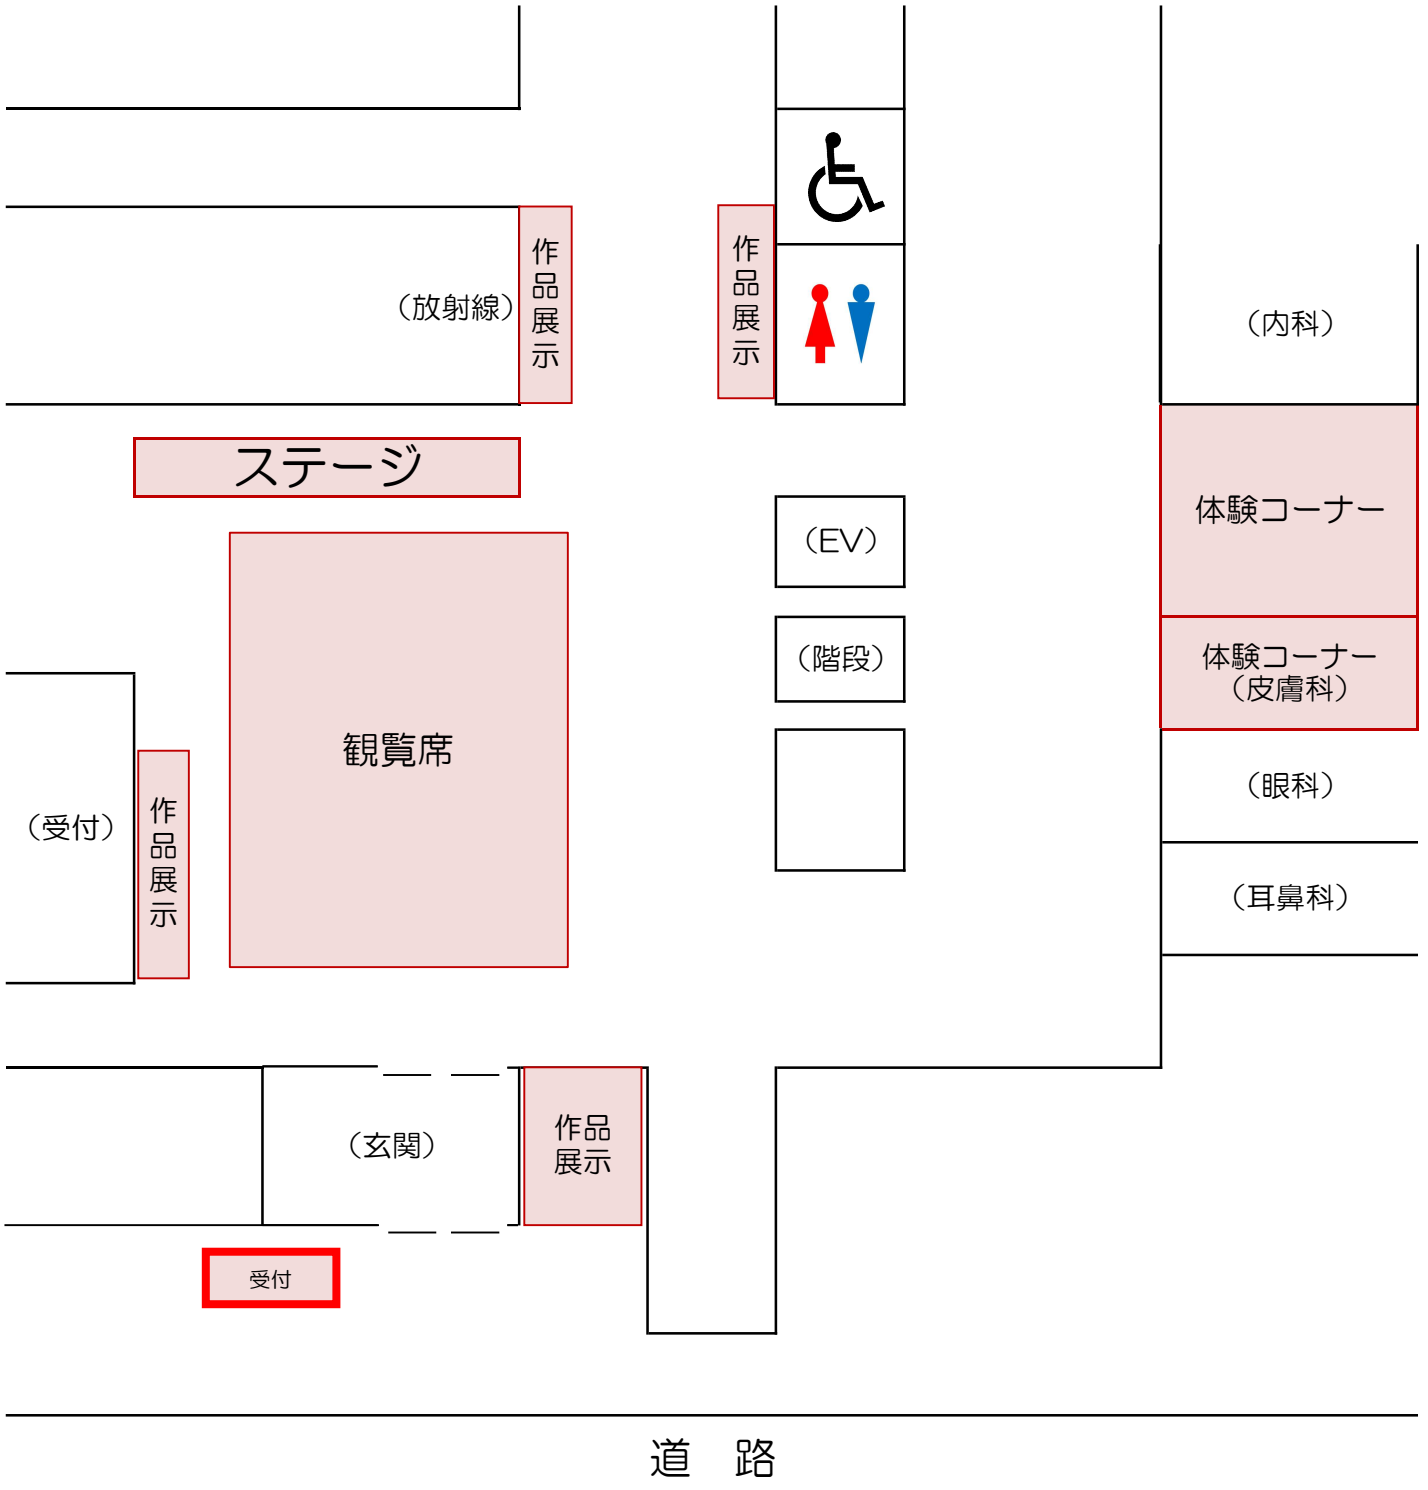 作品展示
作品展示
（放射線）
（内科）
ステージ
体験コーナー
（EV）
（階段）
体験コーナー
（皮膚科）
観覧席
（眼科）
（受付）
作品展示
（耳鼻科）
（玄関）
作品
展示
受付
道　路